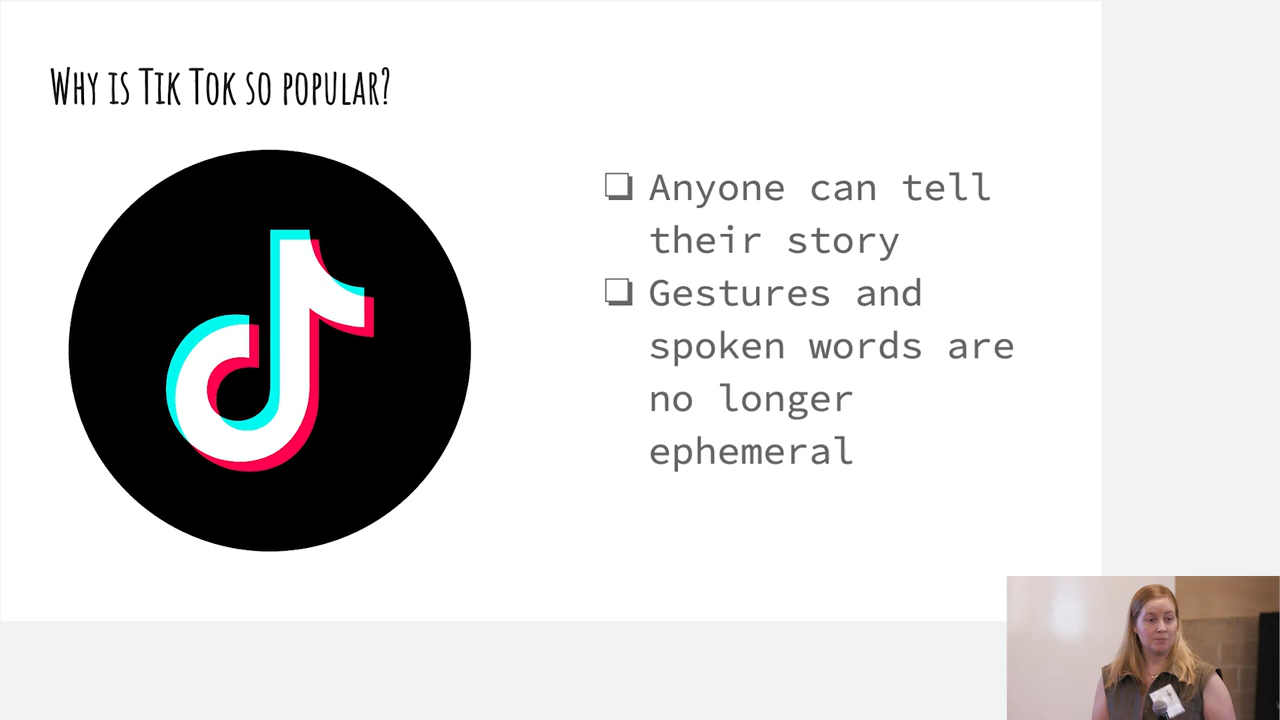 Why is Tik Tok so popular?
❏ Anyone can tell
their story
❏ Gestures and
spoken words are
no longer
ephemeral